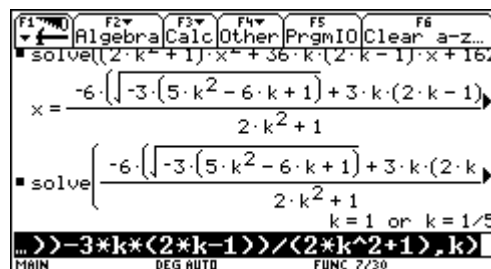 F1 F2 F3 F4 F5 F6
Algebra Calc Other PrgmIO Clear a-z…
▪ solve((2·k²+1)·x²+36·k·(2·k-1)·x+162
x = -6·(√-3·(5·k²-6·k+1)+3·k·(2·k-1) / 2·k²+1
▪ solve(-6·(√-3·(5·k²-6·k+1)+3·k·(2·k / 2·k²+1
k = 1 or k = 1/5
…))-3*k*(2*k-1))/(2*k^2+1),k)
MAIN DEG AUTO FUNC 7/30